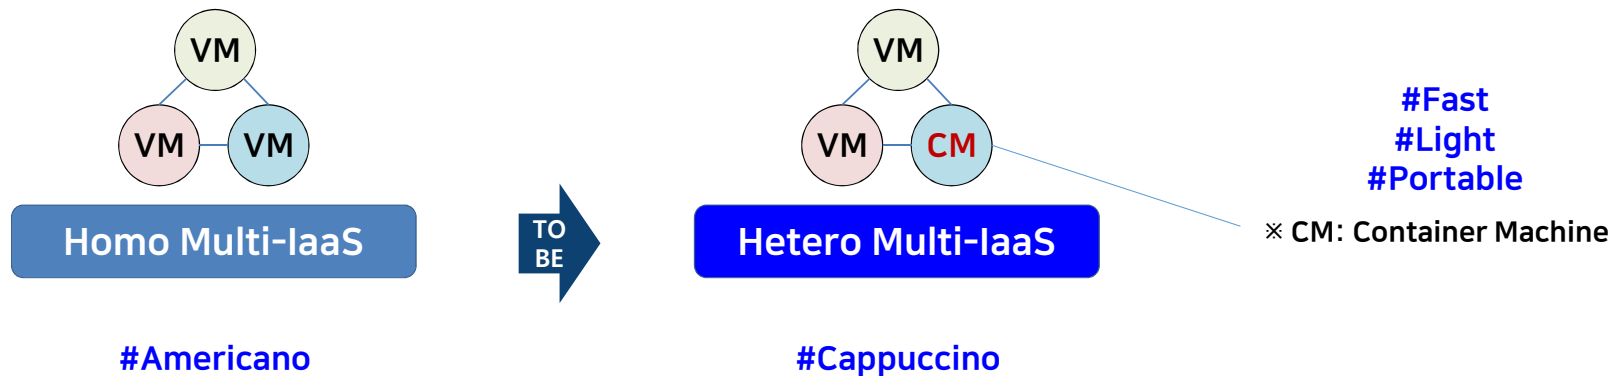 VM
VM
VM
Homo Multi-IaaS
#Americano
TO
BE
VM
VM
CM
Hetero Multi-IaaS
#Cappuccino
#Fast
#Light
#Portable
※ CM: Container Machine